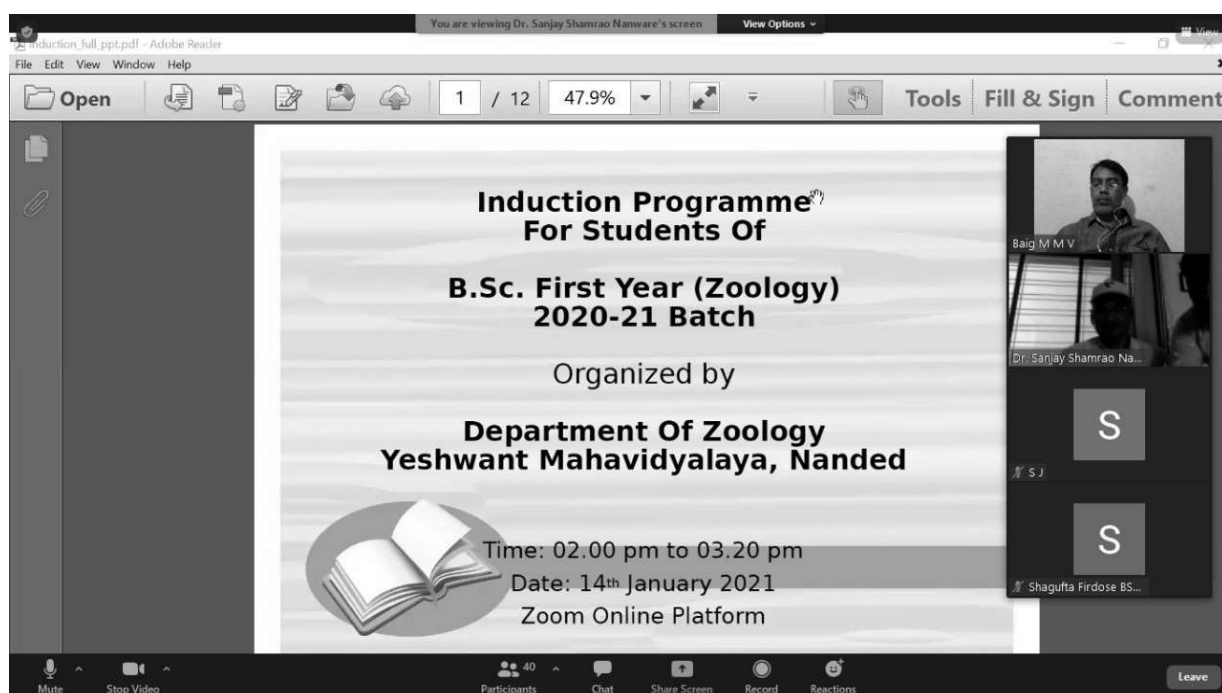 You are viewing Dr. Sanjay Shamrao Nanware's screen View Options
View
Induction_full_ppt.pdf - Adobe Reader
File Edit View Window Help
Open 1 / 12 47.9% Tools Fill & Sign Comment
Induction Programme
For Students Of
B.Sc. First Year (Zoology)
2020-21 Batch
Organized by
Department Of Zoology
Yeshwant Mahavidyalaya, Nanded
Time: 02.00 pm to 03.20 pm
Date: 14th January 2021
Zoom Online Platform
Baig M M V
Dr. Sanjay Shamrao Na...
S
S J
S
Shagufta Firdose BS...
Mute Stop Video Participants 40 Chat Share Screen Record Reactions Leave